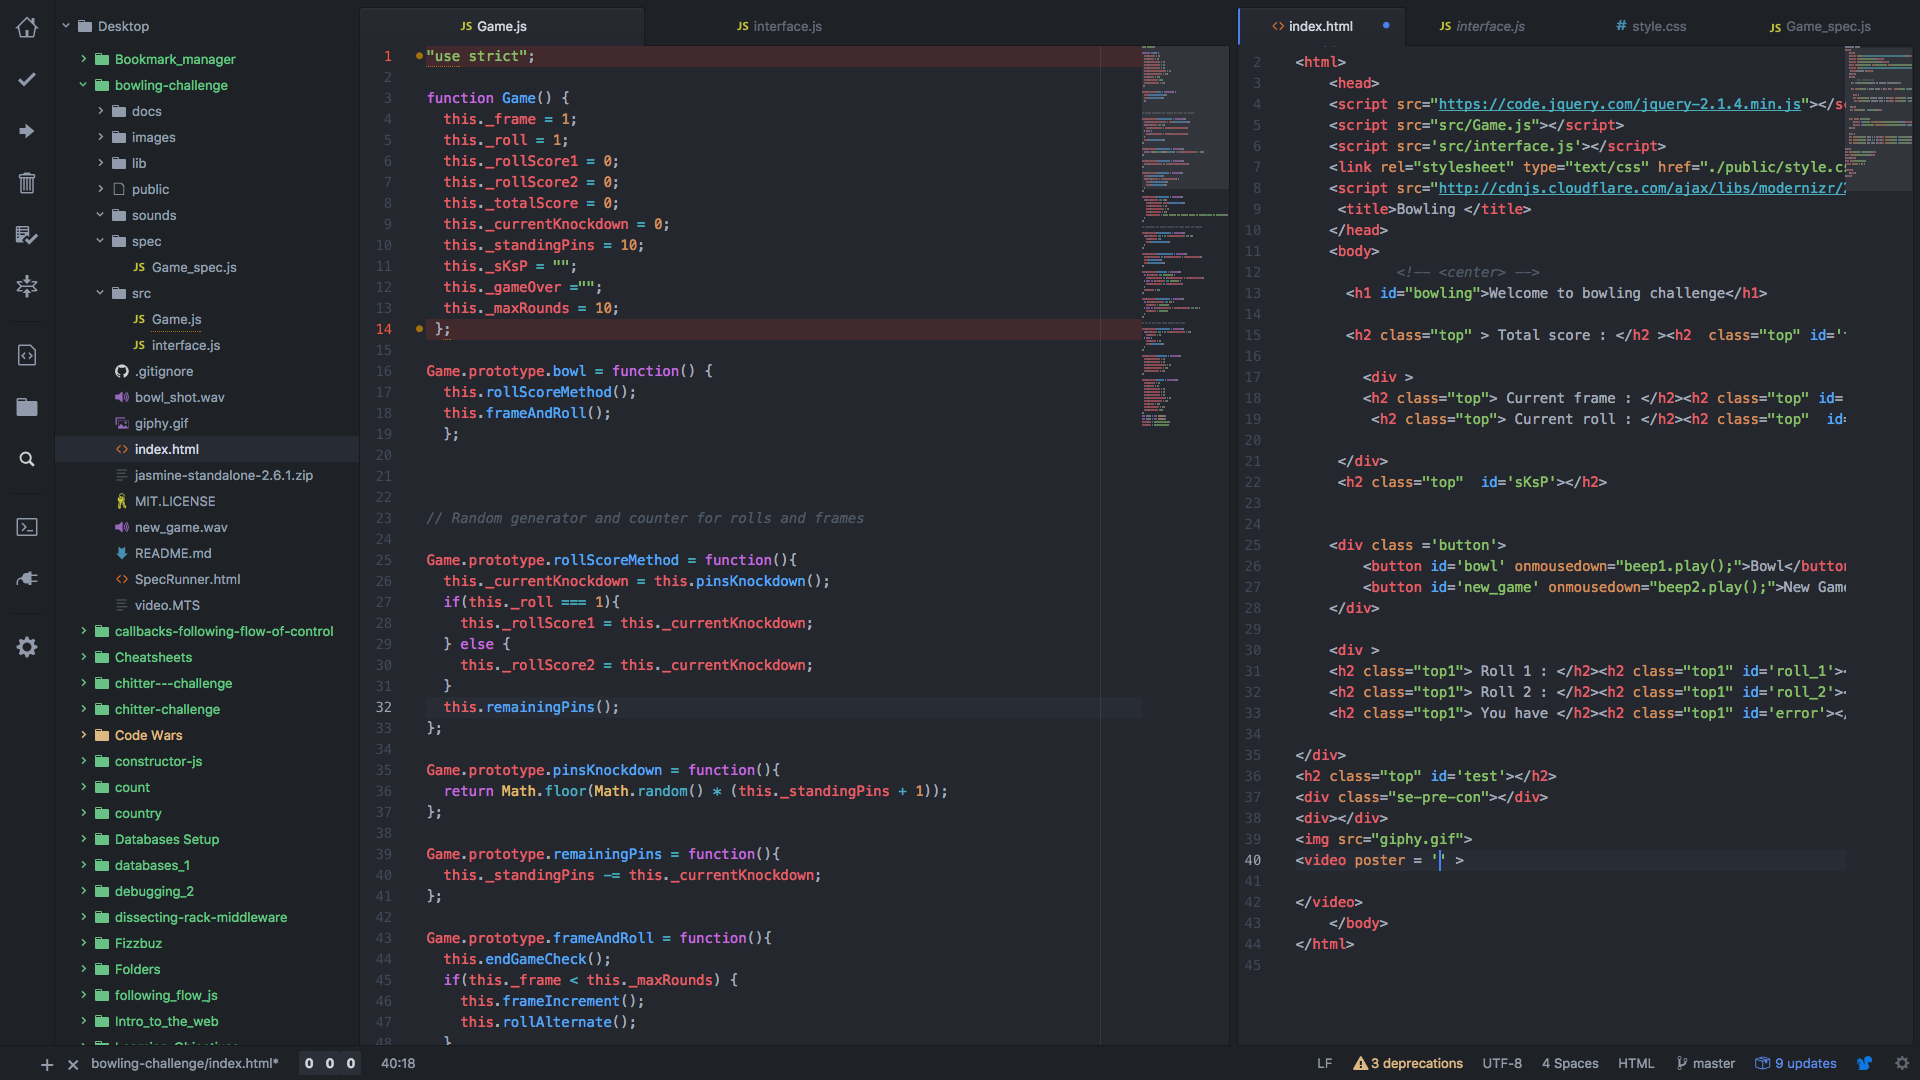 Desktop
Bookmark_manager
bowling-challenge
docs
images
lib
public
sounds
spec
JS Game_spec.js
src
JS Game.js
JS interface.js
.gitignore
bowl_shot.wav
giphy.gif
<> index.html
jasmine-standalone-2.6.1.zip
MIT.LICENSE
new_game.wav
README.md
<> SpecRunner.html
video.MTS
callbacks-following-flow-of-control
Cheatsheets
chitter---challenge
chitter-challenge
Code Wars
constructor-js
count
country
Databases Setup
databases_1
debugging_2
dissecting-rack-middleware
Fizzbuz
Folders
following_flow_js
Intro_to_the_web
JS Game.js
JS interface.js
1 "use strict";
2
3 function Game() {
4 this._frame = 1;
5 this._roll = 1;
6 this._rollScore1 = 0;
7 this._rollScore2 = 0;
8 this._totalScore = 0;
9 this._currentKnockdown = 0;
10 this._standingPins = 10;
11 this._sKsP = "";
12 this._gameOver ="";
13 this._maxRounds = 10;
14 };
15
16 Game.prototype.bowl = function() {
17 this.rollScoreMethod();
18 this.frameAndRoll();
19 };
20
21
22
23 // Random generator and counter for rolls and frames
24
25 Game.prototype.rollScoreMethod = function(){
26 this._currentKnockdown = this.pinsKnockdown();
27 if(this._roll === 1){
28 this._rollScore1 = this._currentKnockdown;
29 } else {
30 this._rollScore2 = this._currentKnockdown;
31 }
32 this.remainingPins();
33 };
34
35 Game.prototype.pinsKnockdown = function(){
36 return Math.floor(Math.random() * (this._standingPins + 1));
37 };
38
39 Game.prototype.remainingPins = function(){
40 this._standingPins -= this._currentKnockdown;
41 };
42
43 Game.prototype.frameAndRoll = function(){
44 this.endGameCheck();
45 if(this._frame < this._maxRounds) {
46 this.frameIncrement();
47 this.rollAlternate();
48 }
<> index.html
JS interface.js
# style.css
JS Game_spec.js
2 <html>
3 <head>
4 <script src="https://code.jquery.com/jquery-2.1.4.min.js"></s
5 <script src="src/Game.js"></script>
6 <script src='src/interface.js'></script>
7 <link rel="stylesheet" type="text/css" href="./public/style.c
8 <script src="http://cdnjs.cloudflare.com/ajax/libs/modernizr/2
9 <title>Bowling </title>
10 </head>
11 <body>
12 <!-- <center> -->
13 <h1 id="bowling">Welcome to bowling challenge</h1>
14
15 <h2 class="top" > Total score : </h2 ><h2 class="top" id='
16
17 <div >
18 <h2 class="top"> Current frame : </h2><h2 class="top" id=
19 <h2 class="top"> Current roll : </h2><h2 class="top" id=
20
21 </div>
22 <h2 class="top" id='sKsP'></h2>
23
24
25 <div class ='button'>
26 <button id='bowl' onmousedown="beep1.play();">Bowl</button
27 <button id='new_game' onmousedown="beep2.play();">New Game
28 </div>
29
30 <div >
31 <h2 class="top1"> Roll 1 : </h2><h2 class="top1" id='roll_1'><
32 <h2 class="top1"> Roll 2 : </h2><h2 class="top1" id='roll_2'><
33 <h2 class="top1"> You have </h2><h2 class="top1" id='error'></
34
35 </div>
36 <h2 class="top" id='test'></h2>
37 <div class="se-pre-con"></div>
38 <div></div>
39 <img src="giphy.gif">
40 <video poster = '' >
41
42 </video>
43 </body>
44 </html>
45
+ × bowling-challenge/index.html* 0 0 0 40:18
LF 3 deprecations UTF-8 4 Spaces HTML master 9 updates